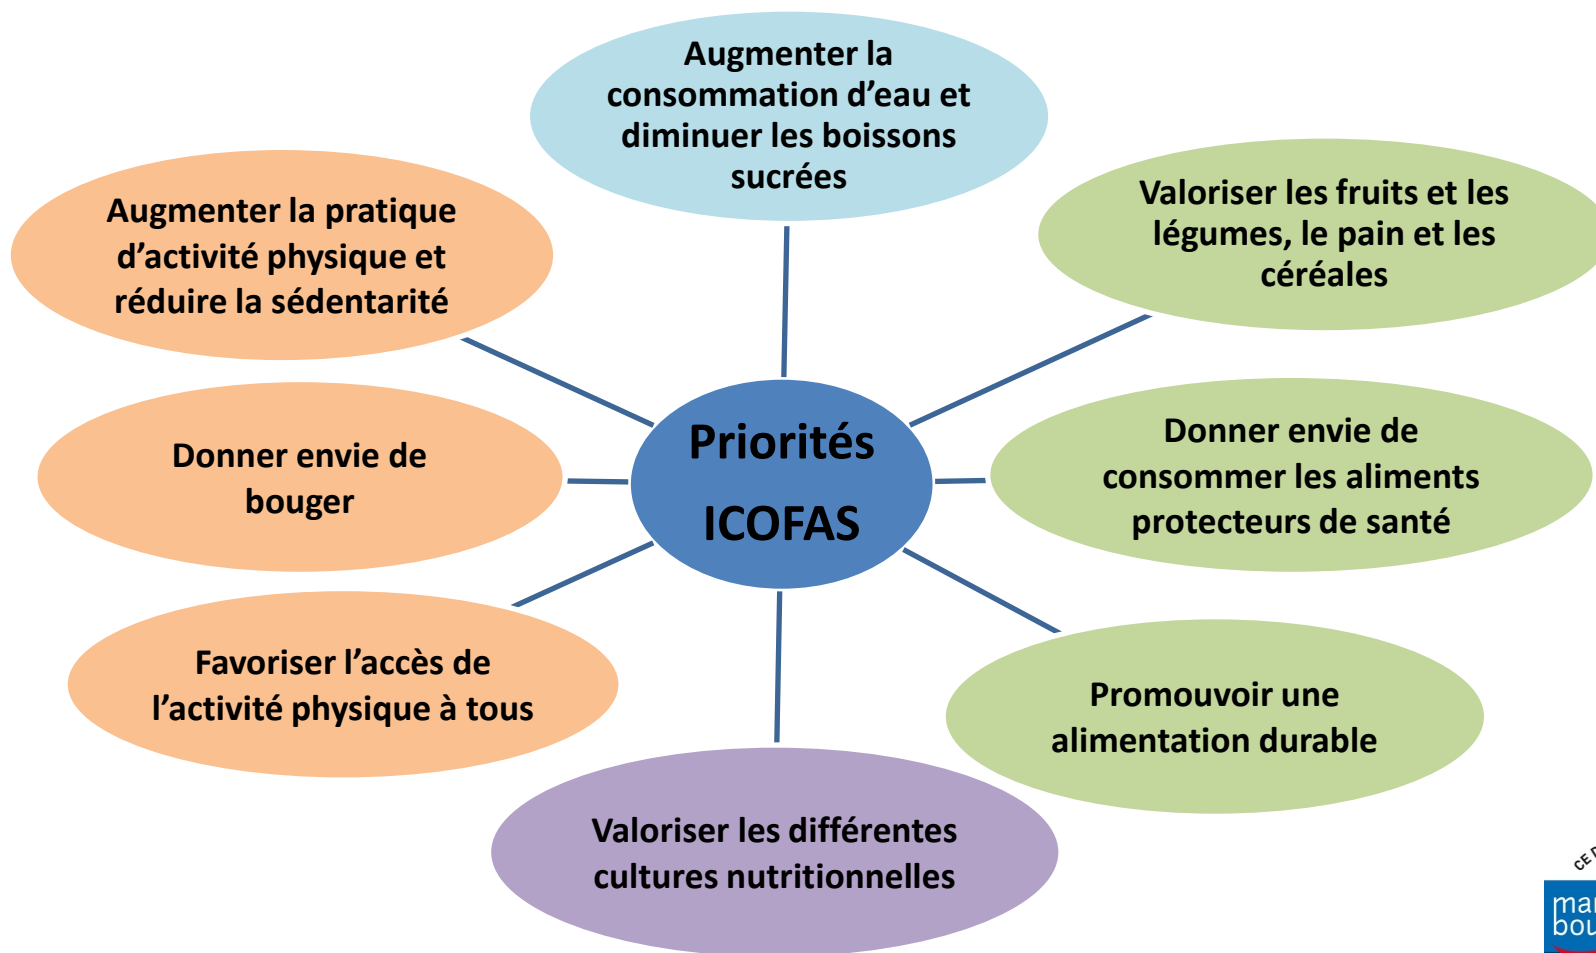 Augmenter la
consommation d’eau et
diminuer les boissons
sucrées
Valoriser les fruits et les
légumes, le pain et les
céréales
Augmenter la pratique
d’activité physique et
réduire la sédentarité
Donner envie de
bouger
Priorités
ICOFAS
Donner envie de
consommer les aliments
protecteurs de santé
Favoriser l’accès de
l’activité physique à tous
Promouvoir une
alimentation durable
Valoriser les différentes
cultures nutritionnelles
CE